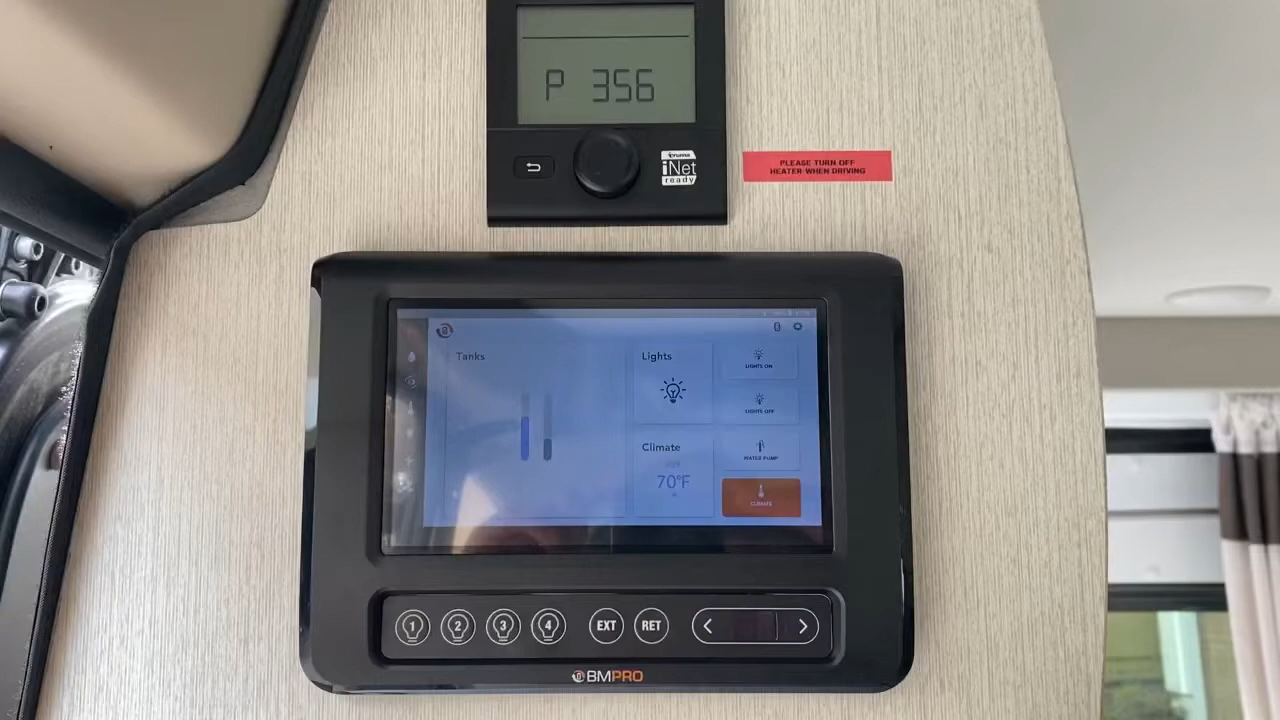 P 356
truma
iNet
ready
PLEASE TURN OFF
HEATER WHEN DRIVING
Tanks
Lights
LIGHTS ON
LIGHTS OFF
Climate
70°F
WATER PUMP
CLIMATE
1 2 3 4 EXT RET < >
BMPRO